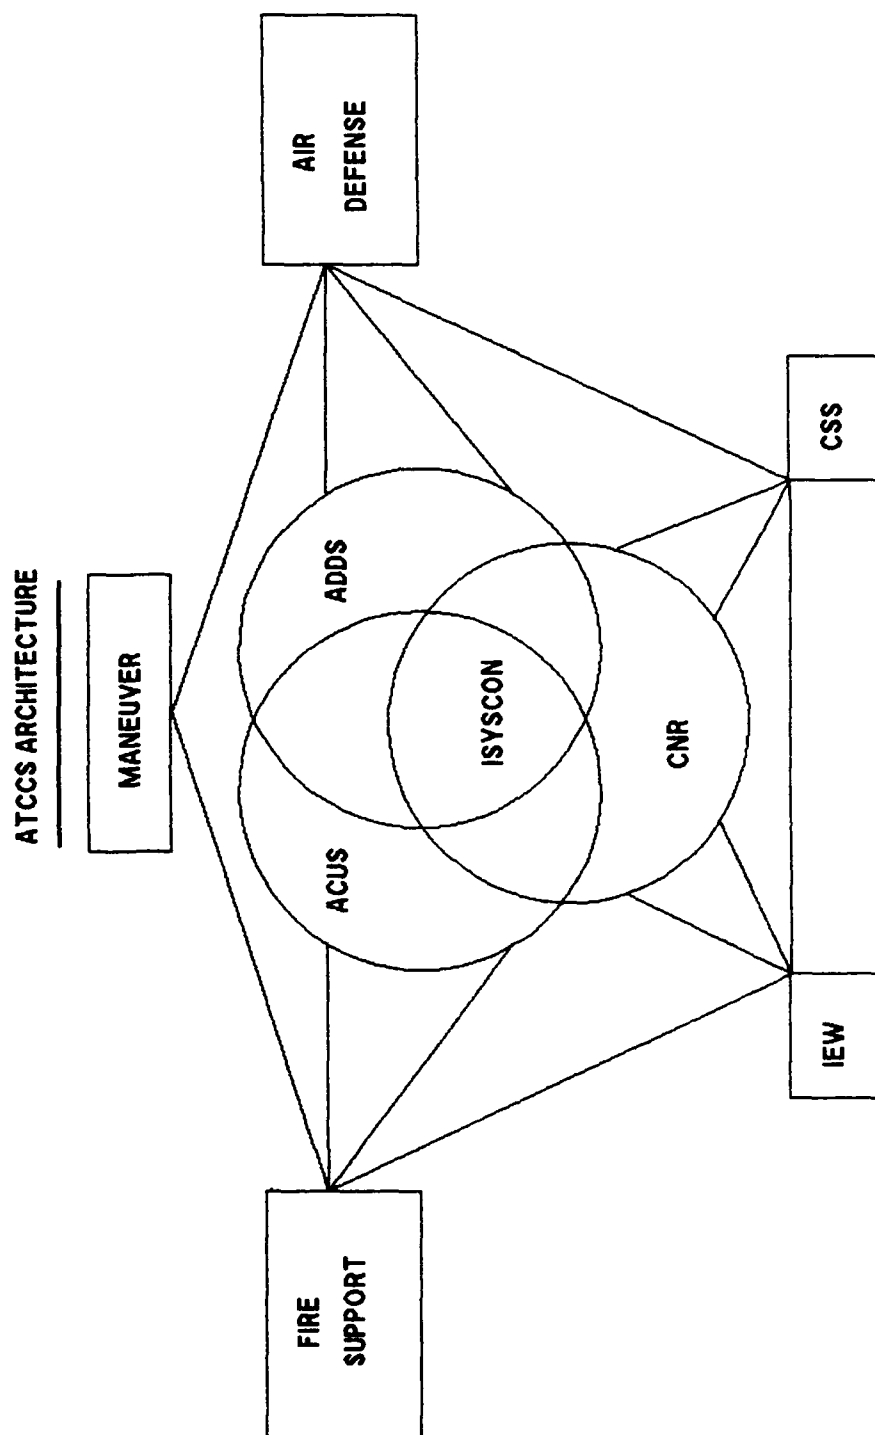 ATCCS ARCHITECTURE
MANEUVER
FIRE
SUPPORT
AIR
DEFENSE
ACUS
ADDS
ISYSCON
CNR
IEW
CSS